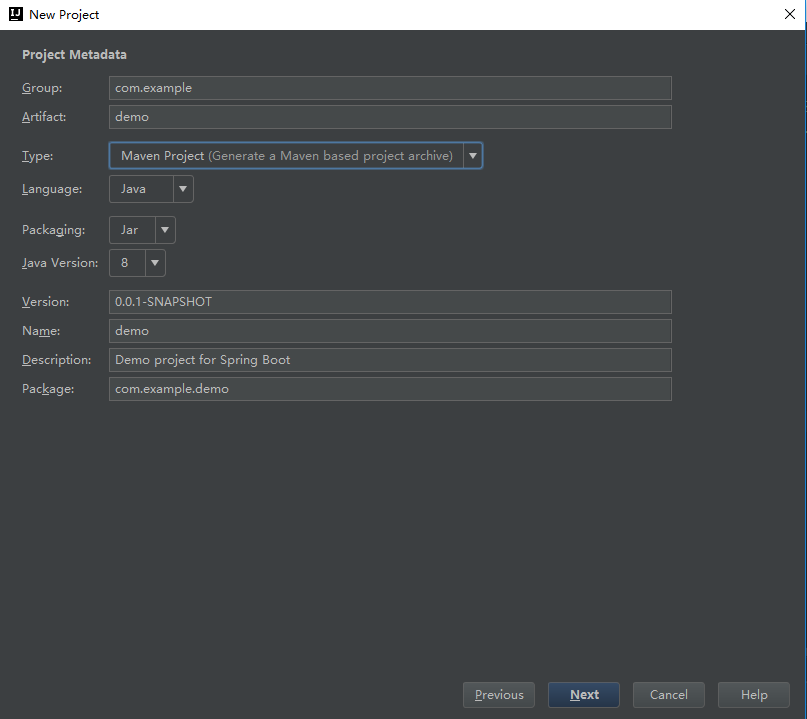 IJ New Project
Project Metadata
Group: com.example
Artifact: demo
Type: Maven Project (Generate a Maven based project archive)
Language: Java
Packaging: Jar
Java Version: 8
Version: 0.0.1-SNAPSHOT
Name: demo
Description: Demo project for Spring Boot
Package: com.example.demo
Previous Next Cancel Help